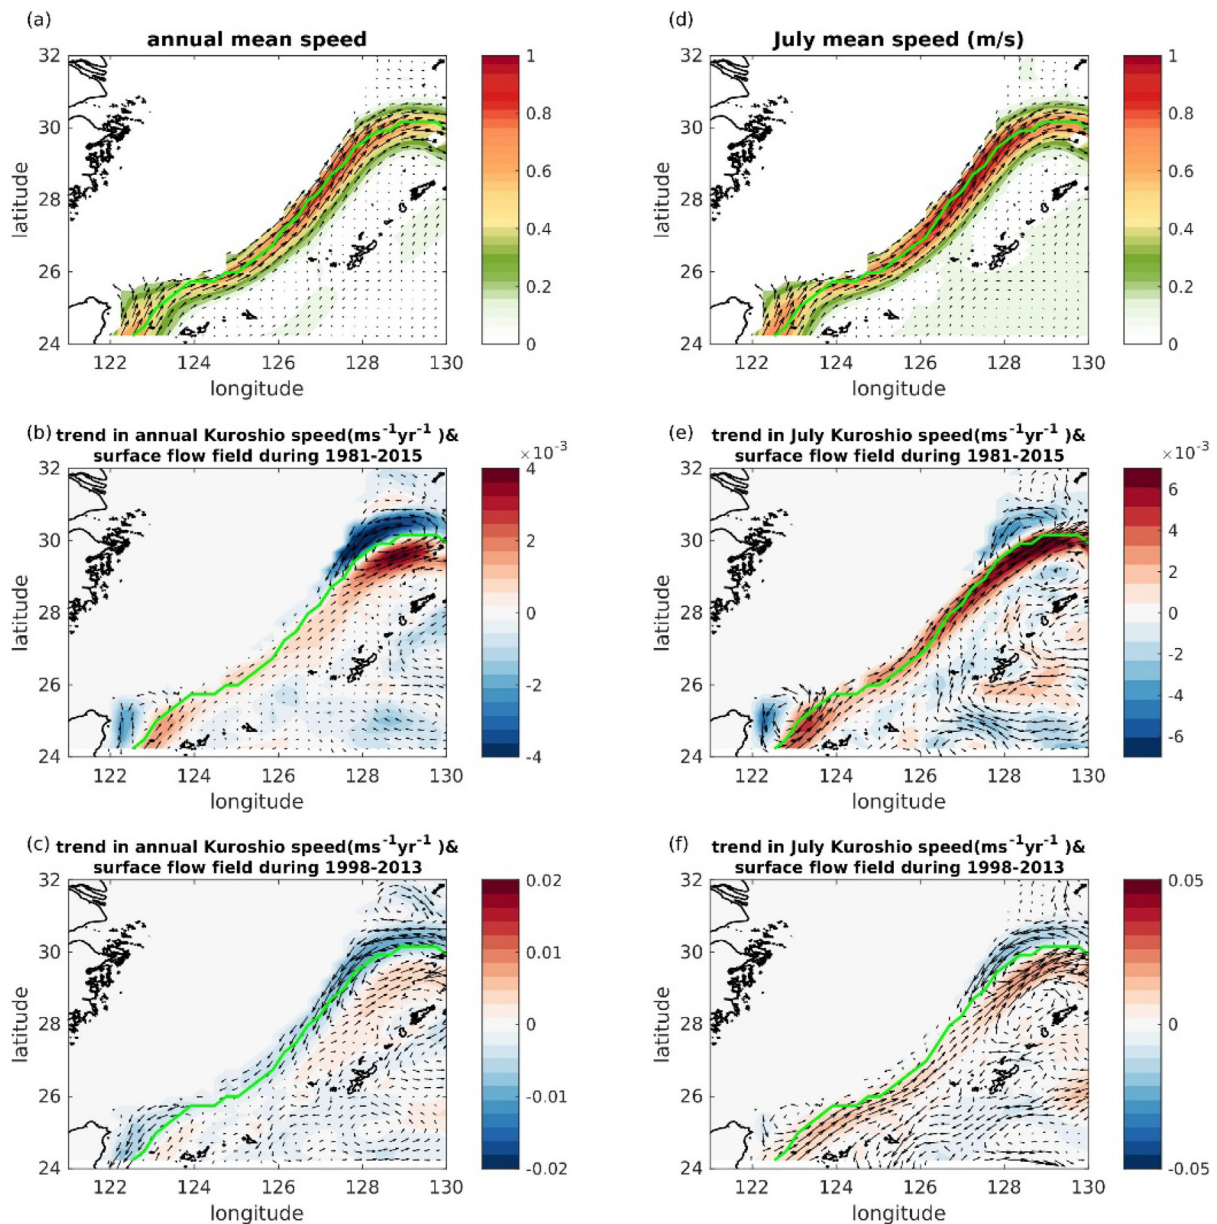 (a)
annual mean speed
32
30
28
26
24
latitude
122 124 126 128 130
longitude
1
0.8
0.6
0.4
0.2
0
(d)
July mean speed (m/s)
32
30
28
26
24
latitude
122 124 126 128 130
longitude
1
0.8
0.6
0.4
0.2
0
(b)
trend in annual Kuroshio speed(ms⁻¹yr⁻¹ )&
surface flow field during 1981-2015
×10⁻³
32
30
28
26
24
latitude
122 124 126 128 130
longitude
4
2
0
-2
-4
(e)
trend in July Kuroshio speed(ms⁻¹yr⁻¹ )&
surface flow field during 1981-2015
×10⁻³
32
30
28
26
24
latitude
122 124 126 128 130
longitude
6
4
2
0
-2
-4
-6
(c)
trend in annual Kuroshio speed(ms⁻¹yr⁻¹ )&
surface flow field during 1998-2013
32
30
28
26
24
latitude
122 124 126 128 130
longitude
0.02
0.01
0
-0.01
-0.02
(f)
trend in July Kuroshio speed(ms⁻¹yr⁻¹ )&
surface flow field during 1998-2013
32
30
28
26
24
latitude
122 124 126 128 130
longitude
0.05
0
-0.05